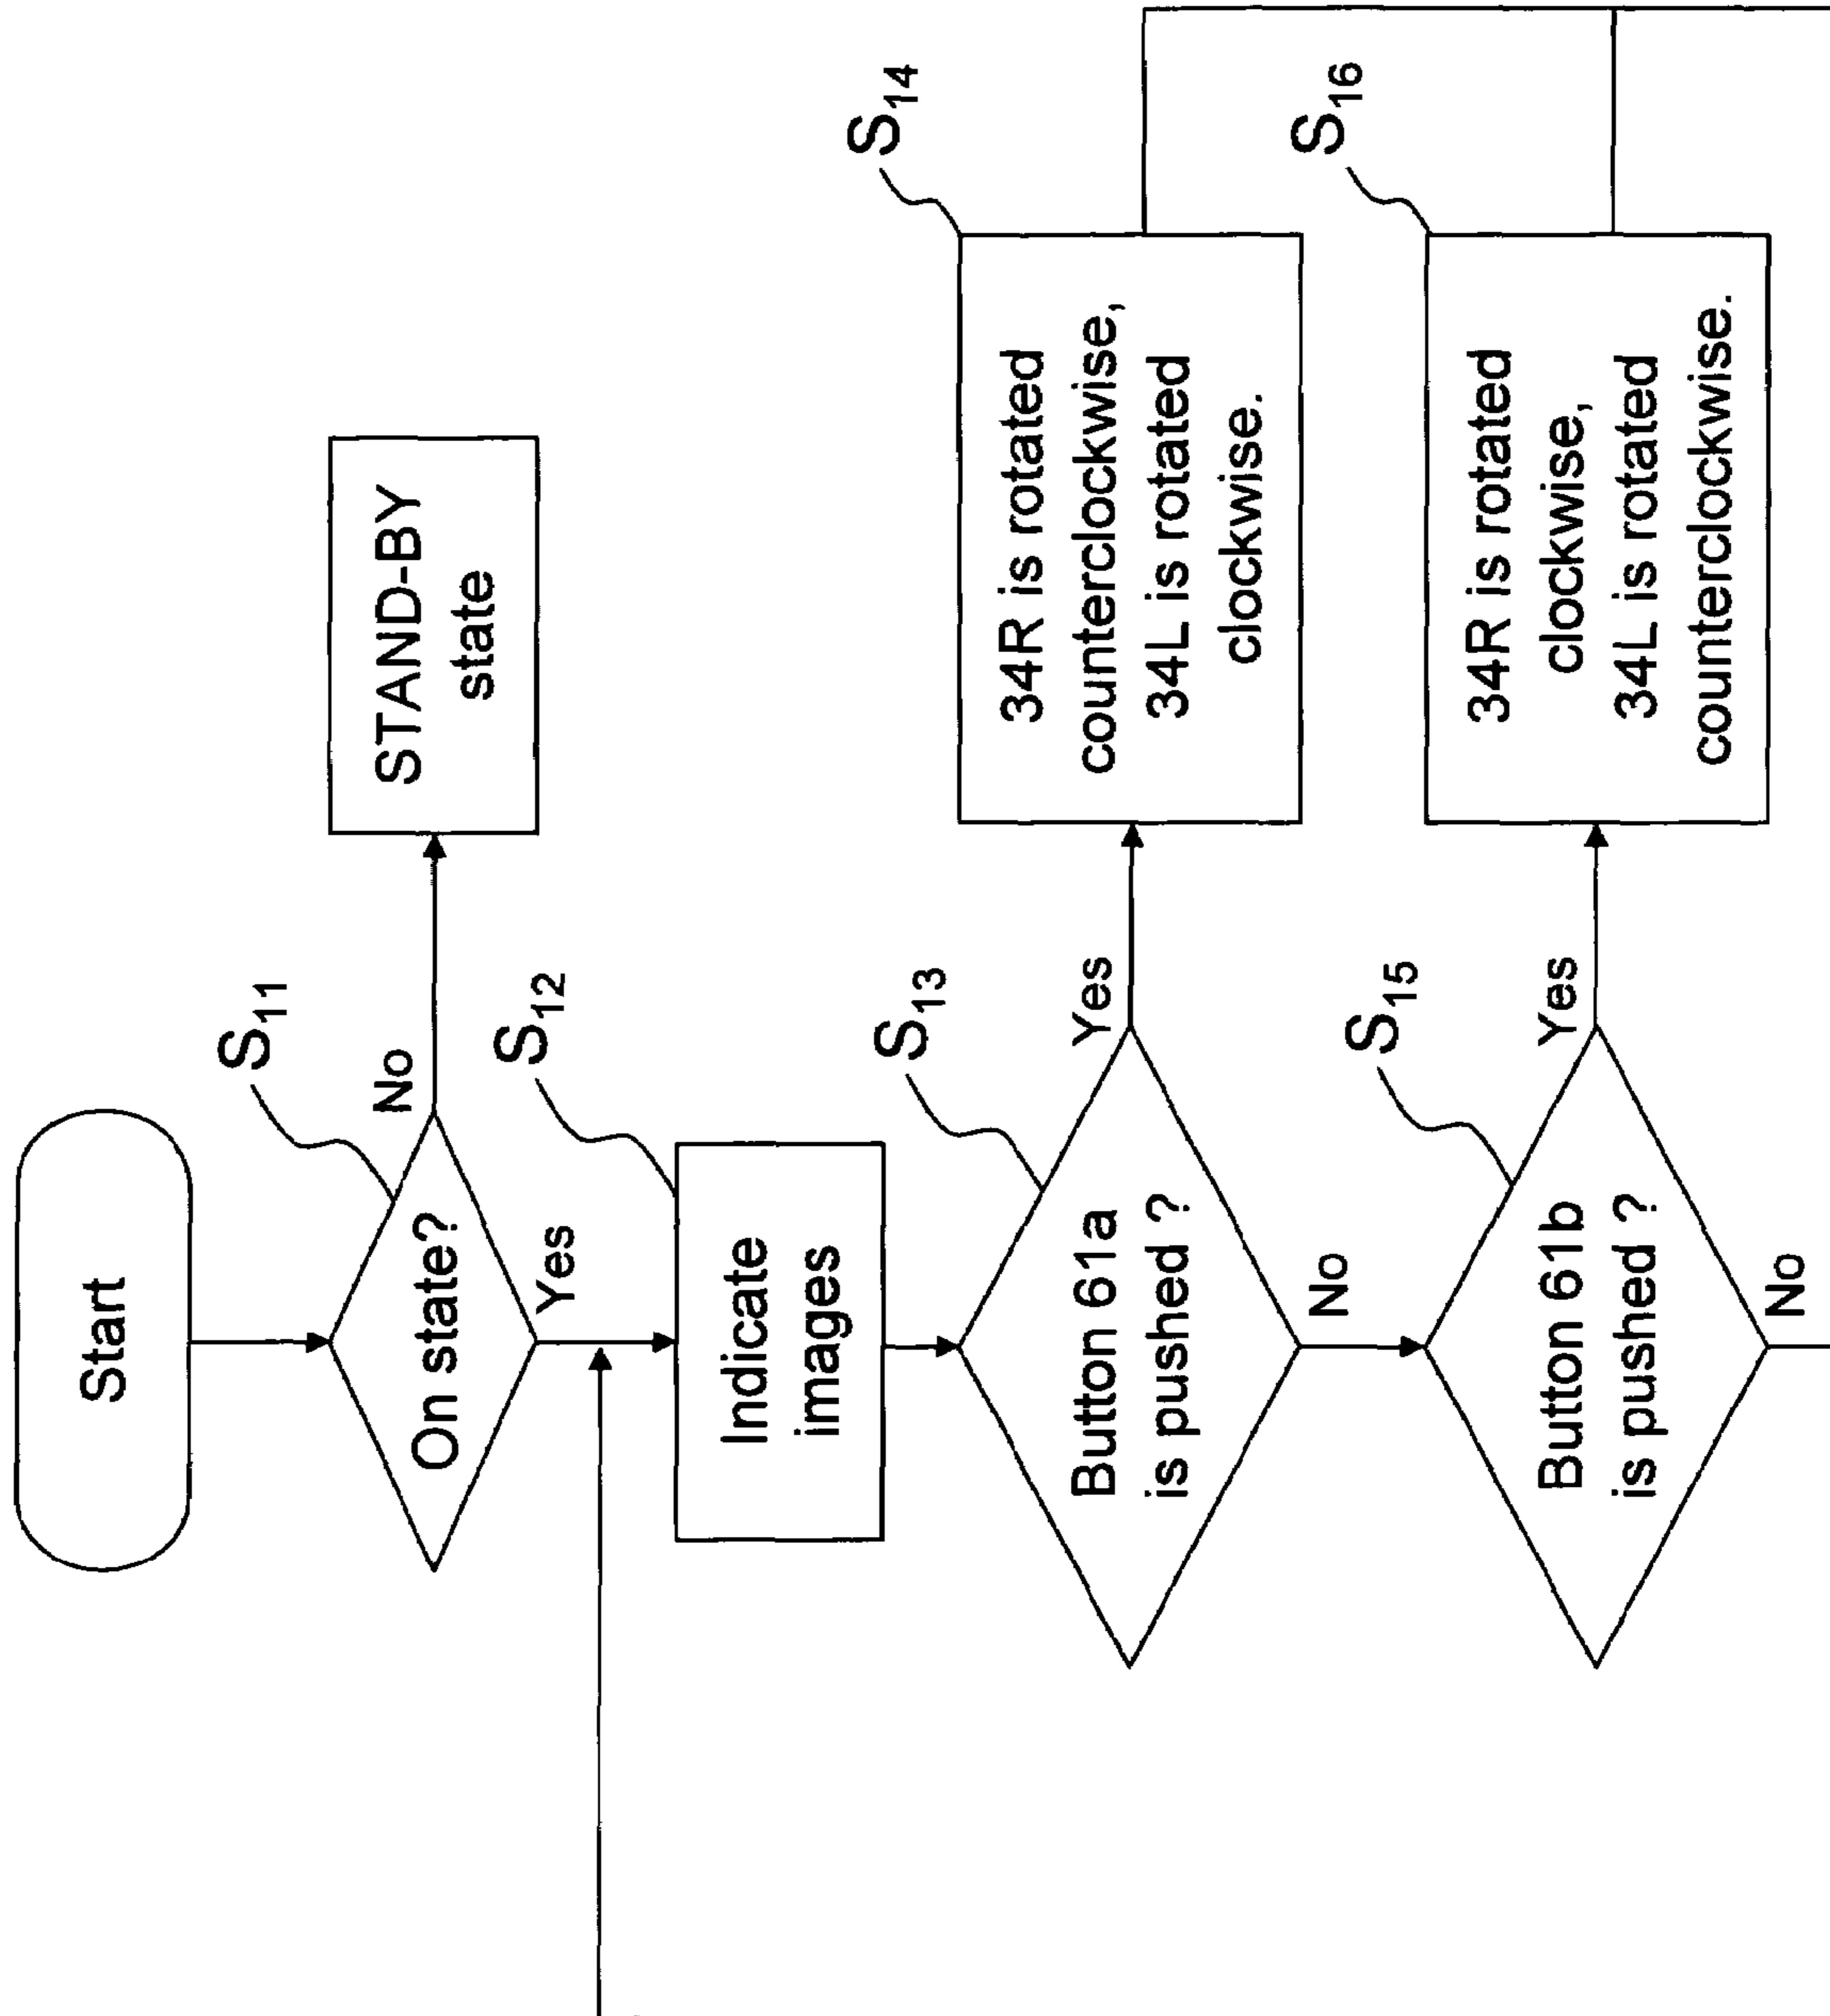 Start
S11
On state?
No
STAND-BY
state
Yes
S12
Indicate
images
S13
Button 61a
is pushed ?
Yes
S14
34R is rotated
counterclockwise,
34L is rotated
clockwise.
No
S15
Button 61b
is pushed ?
Yes
S16
34R is rotated
clockwise,
34L is rotated
counterclockwise.
No